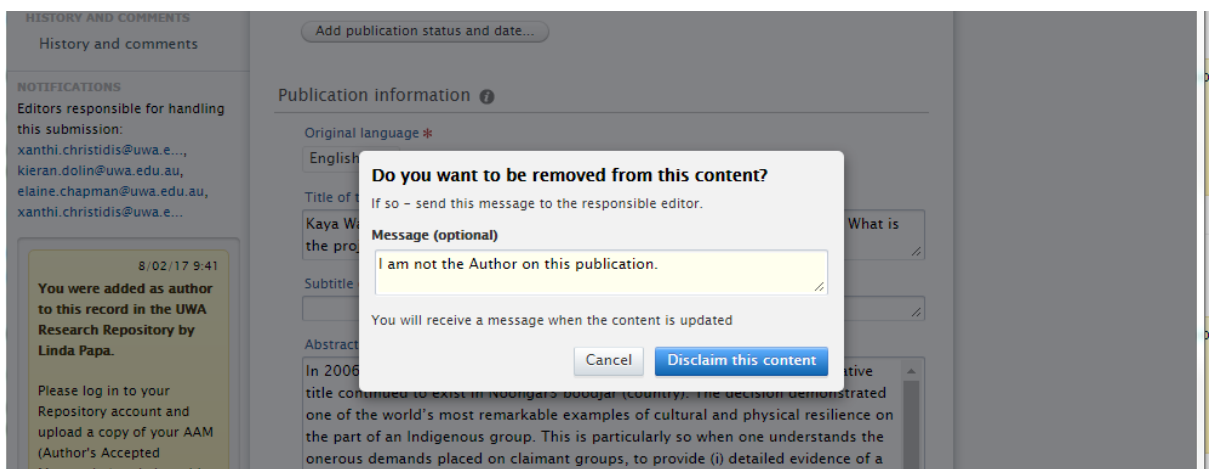 HISTORY AND COMMENTS
History and comments
NOTIFICATIONS
Editors responsible for handling
this submission:
xanthi.christidis@uwa.e...,
kieran.dolin@uwa.edu.au,
elaine.chapman@uwa.edu.au,
xanthi.christidis@uwa.e...
8/02/17 9:41
You were added as author
to this record in the UWA
Research Repository by
Linda Papa.
Please log in to your
Repository account and
upload a copy of your AAM
(Author's Accepted
Add publication status and date...
Publication information
Original language *
English
Title of
Kaya Wa What is
the proj
Subtitle
Abstract
In 2006 ative
title continued to exist in Noongars boodjar (country). The decision demonstrated
one of the world's most remarkable examples of cultural and physical resilience on
the part of an Indigenous group. This is particularly so when one understands the
onerous demands placed on claimant groups, to provide (i) detailed evidence of a
Do you want to be removed from this content?
If so – send this message to the responsible editor.
Message (optional)
I am not the Author on this publication.
You will receive a message when the content is updated
Cancel
Disclaim this content